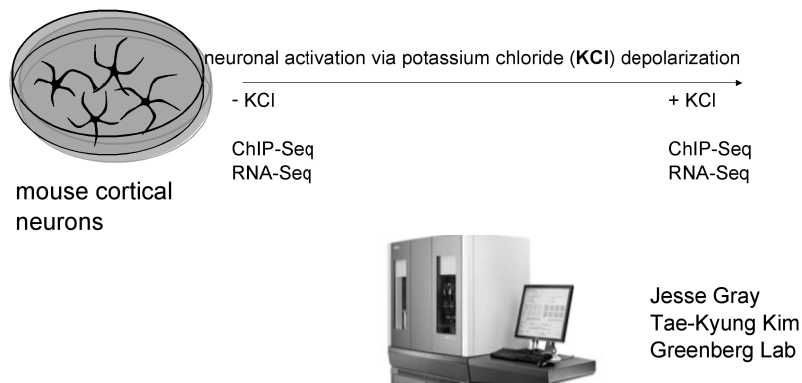 neuronal activation via potassium chloride (KCl) depolarization
- KCl
+ KCl
ChIP-Seq
RNA-Seq
ChIP-Seq
RNA-Seq
mouse cortical
neurons
Jesse Gray
Tae-Kyung Kim
Greenberg Lab